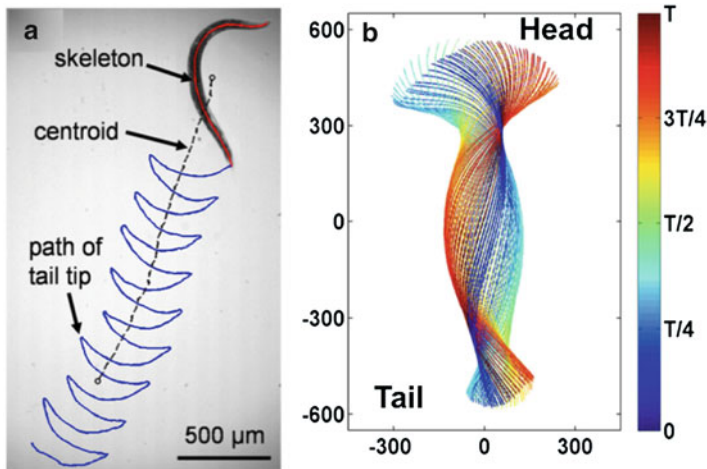 a
skeleton
centroid
path of
tail tip
500 µm
b
Head
Tail
600
300
0
-300
-600
-300
0
300
T
3T/4
T/2
T/4
0